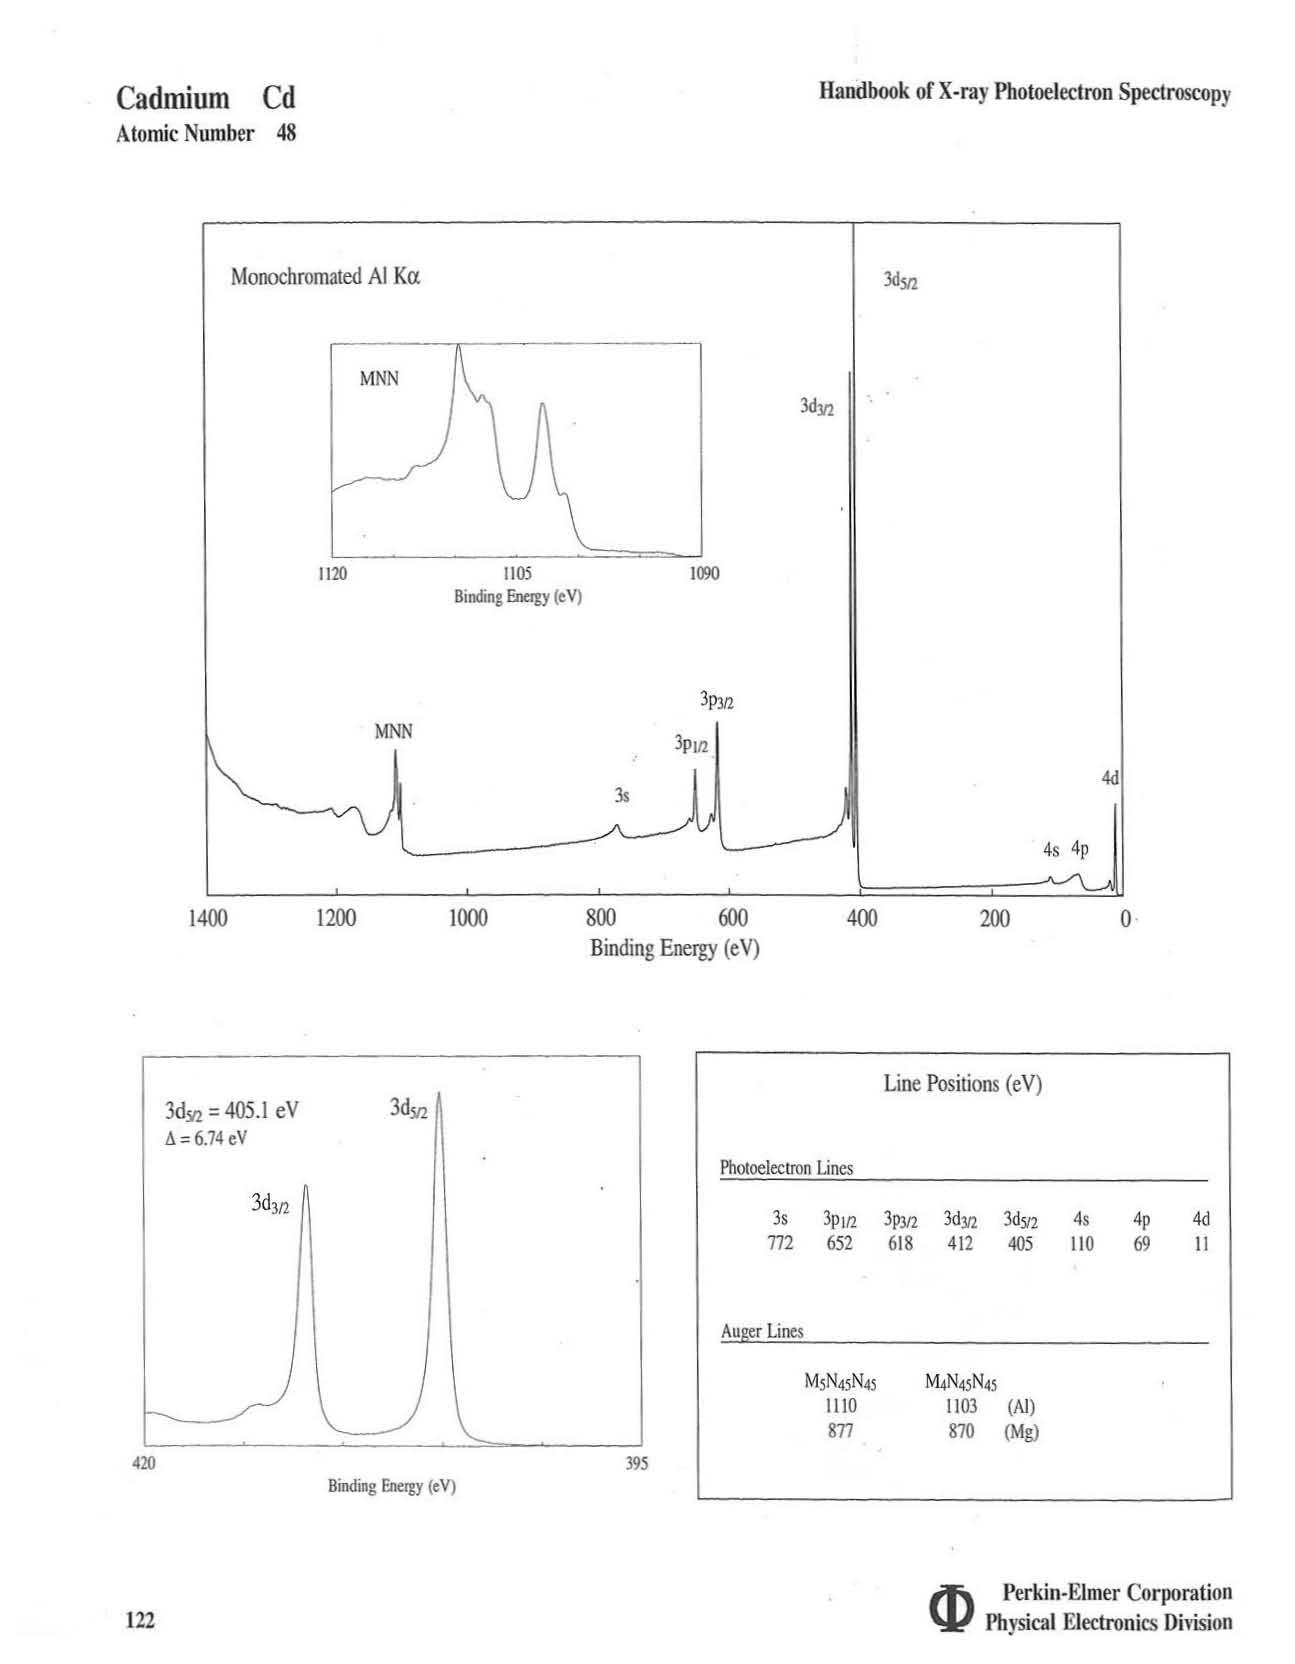 Cadmium Cd
Atomic Number 48
Handbook of X-ray Photoelectron Spectroscopy
Monochromated Al Kα
3d5/2
MNN
3d3/2
1120 1105 1090
Binding Energy (eV)
3p3/2
MNN
3p1/2
3s
4d
4s 4p
1400 1200 1000 800 600 400 200 0
Binding Energy (eV)
3d5/2 = 405.1 eV
Δ = 6.74 eV
3d5/2
3d3/2
420 395
Binding Energy (eV)
Line Positions (eV)
Photoelectron Lines
3s 3p1/2 3p3/2 3d3/2 3d5/2 4s 4p 4d
772 652 618 412 405 110 69 11
Auger Lines
M5N45N45 M4N45N45
1110 1103 (Al)
877 870 (Mg)
122
Perkin-Elmer Corporation
Physical Electronics Division